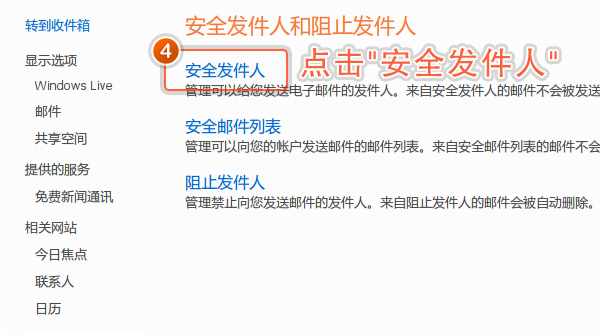 转到收件箱
显示选项
Windows Live
邮件
共享空间
提供的服务
免费新闻通讯
相关网站
今日焦点
联系人
日历
安全发件人和阻止发件人
4
安全发件人
点击"安全发件人"
管理可以给您发送电子邮件的发件人。来自安全发件人的邮件不会被发送
安全邮件列表
管理可以向您的帐户发送邮件的邮件列表。来自安全邮件列表的邮件不会
阻止发件人
管理禁止向您发送邮件的发件人。来自阻止发件人的邮件会被自动删除。